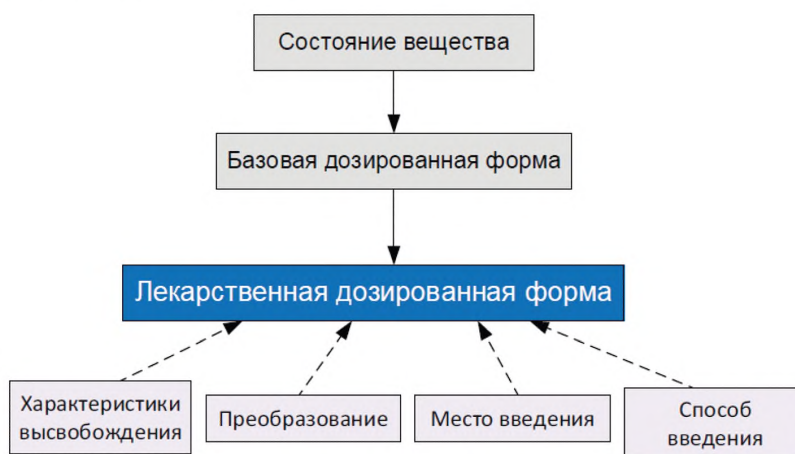 Состояние вещества
Базовая дозированная форма
Лекарственная дозированная форма
Характеристики
высвобождения
Преобразование
Место введения
Способ
введения